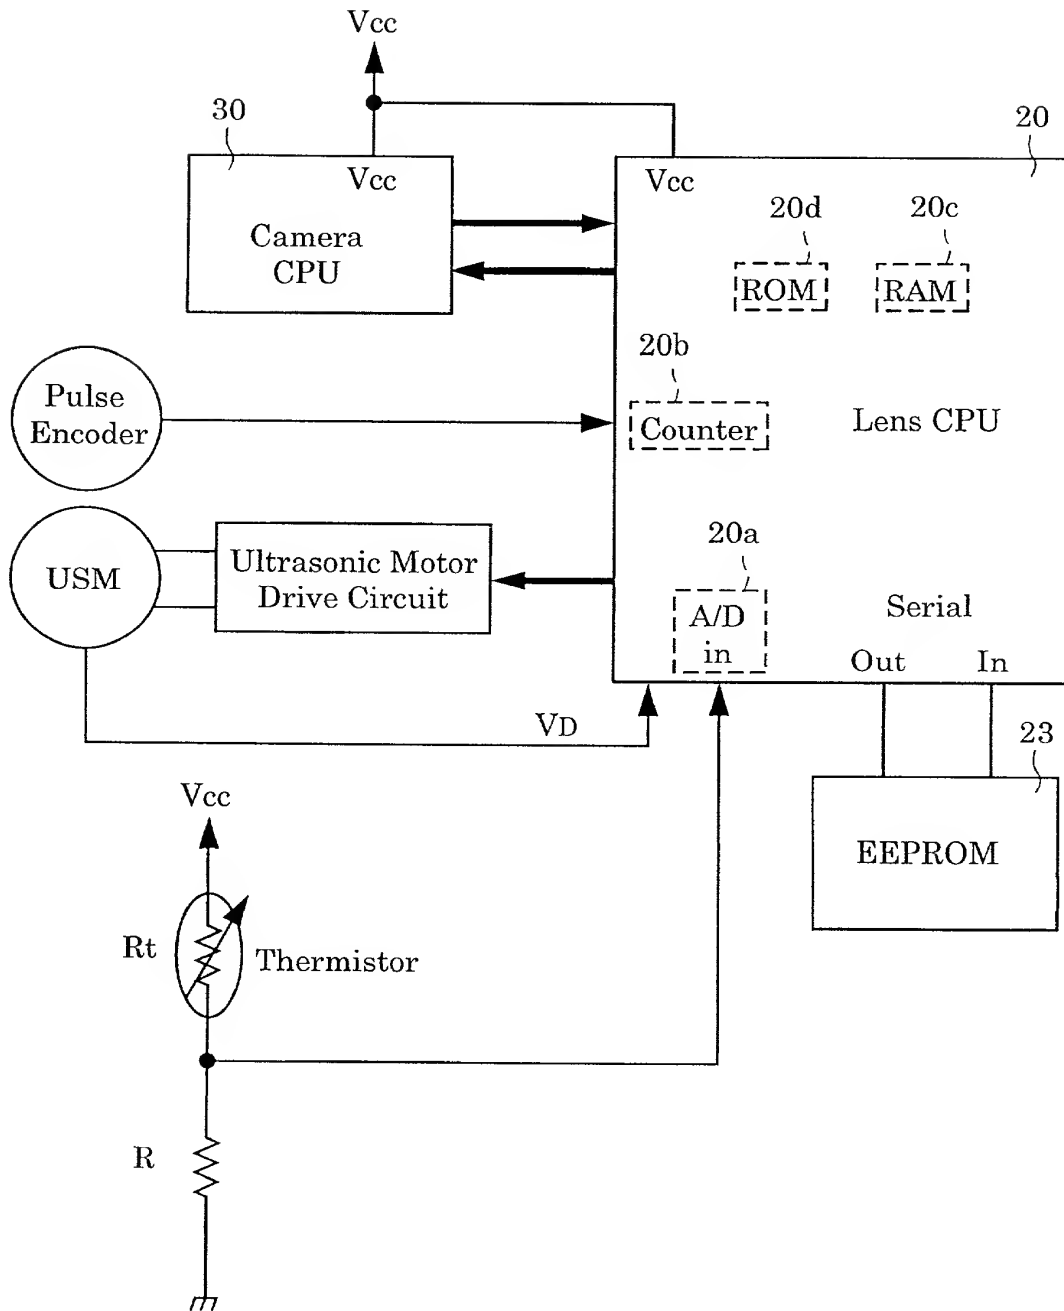 Vcc
30
20
Vcc
Vcc
20d
20c
Camera
CPU
ROM
RAM
20b
Pulse
Encoder
Counter
Lens CPU
20a
USM
Ultrasonic Motor
Drive Circuit
A/D
in
Serial
Out
In
VD
23
Vcc
EEPROM
Rt
Thermistor
R